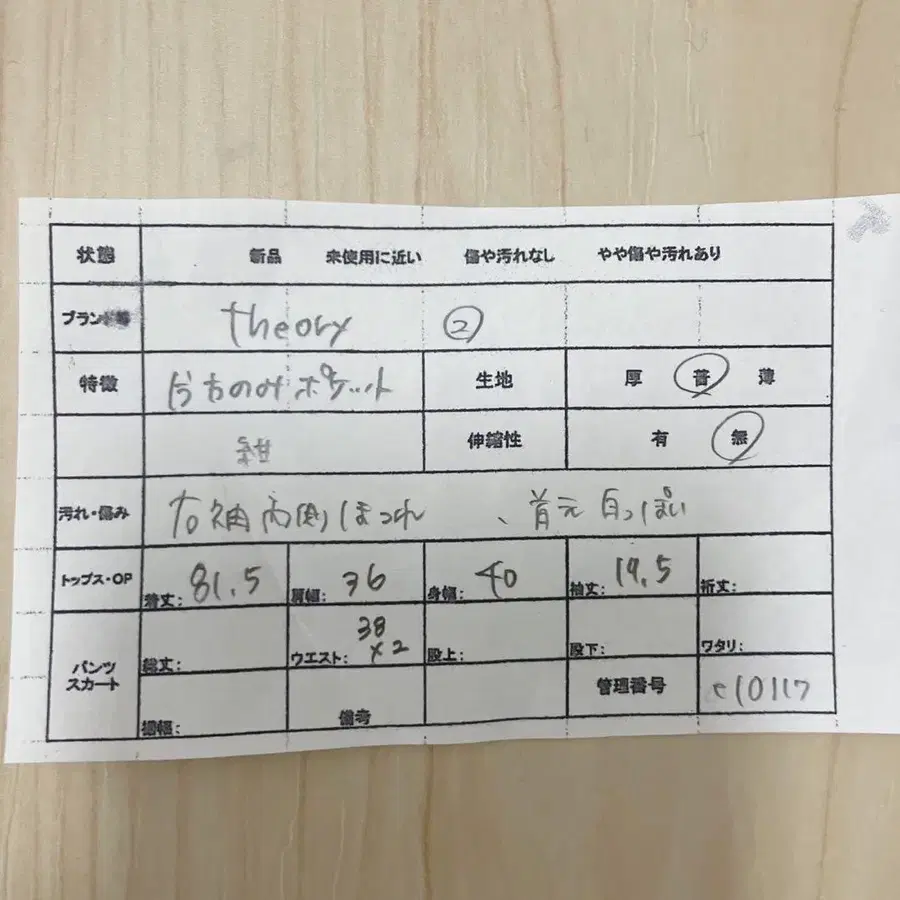 状態 新品 未使用に近い 傷や汚れなし やや傷や汚れあり
ブランド等 theory ②
特徴 片方のみポケット 生地 厚 普 薄
紺 伸縮性 有 無
汚れ・傷み 右袖内側ほつれ 、首元白っぽい
トップス・OP 着丈: 81.5 肩幅: 36 身幅: 40 袖丈: 19.5 裄丈:
パンツ スカート 総丈: ウエスト: 38×2 股上: 股下: ワタリ:
裾幅: 備考 管理番号 e10117